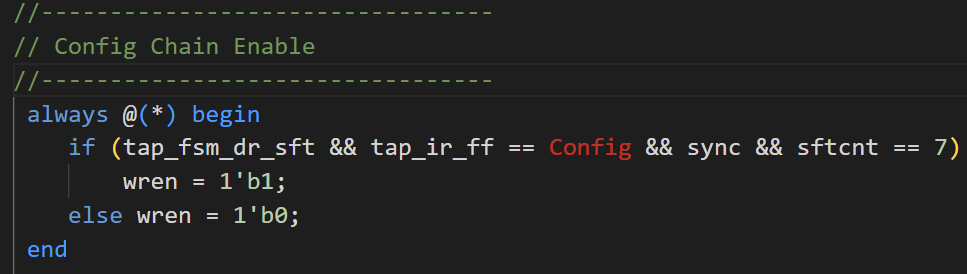 //---------------------------------
// Config Chain Enable
//---------------------------------
always @(*) begin
if (tap_fsm_dr_sft && tap_ir_ff == Config && sync && sftcnt == 7)
wren = 1'b1;
else wren = 1'b0;
end